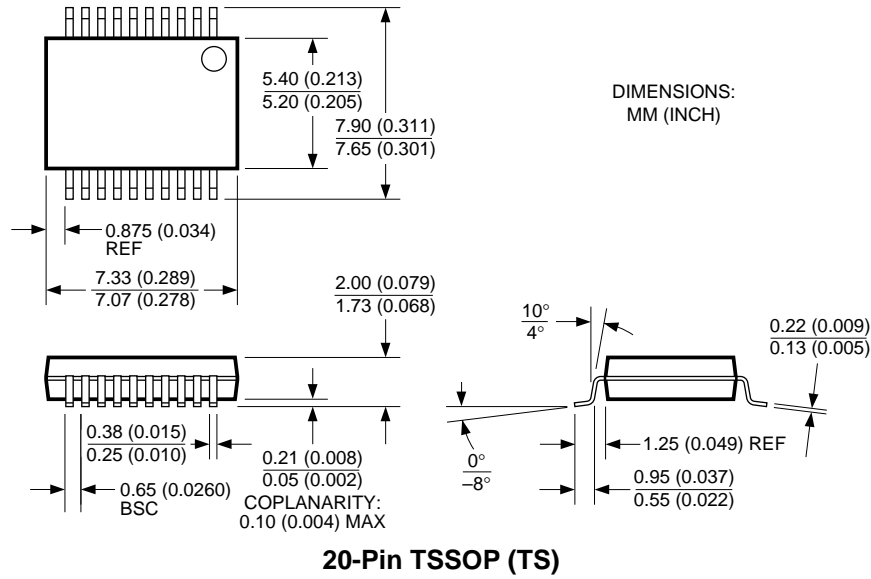 5.40 (0.213)
5.20 (0.205)
DIMENSIONS:
MM (INCH)
7.90 (0.311)
7.65 (0.301)
0.875 (0.034)
REF
7.33 (0.289)
7.07 (0.278)
2.00 (0.079)
1.73 (0.068)
10°
4°
0.22 (0.009)
0.13 (0.005)
0.38 (0.015)
0.25 (0.010)
0.21 (0.008)
0.05 (0.002)
COPLANARITY:
0.10 (0.004) MAX
0.65 (0.0260)
BSC
0°
–8°
1.25 (0.049) REF
0.95 (0.037)
0.55 (0.022)
20-Pin TSSOP (TS)